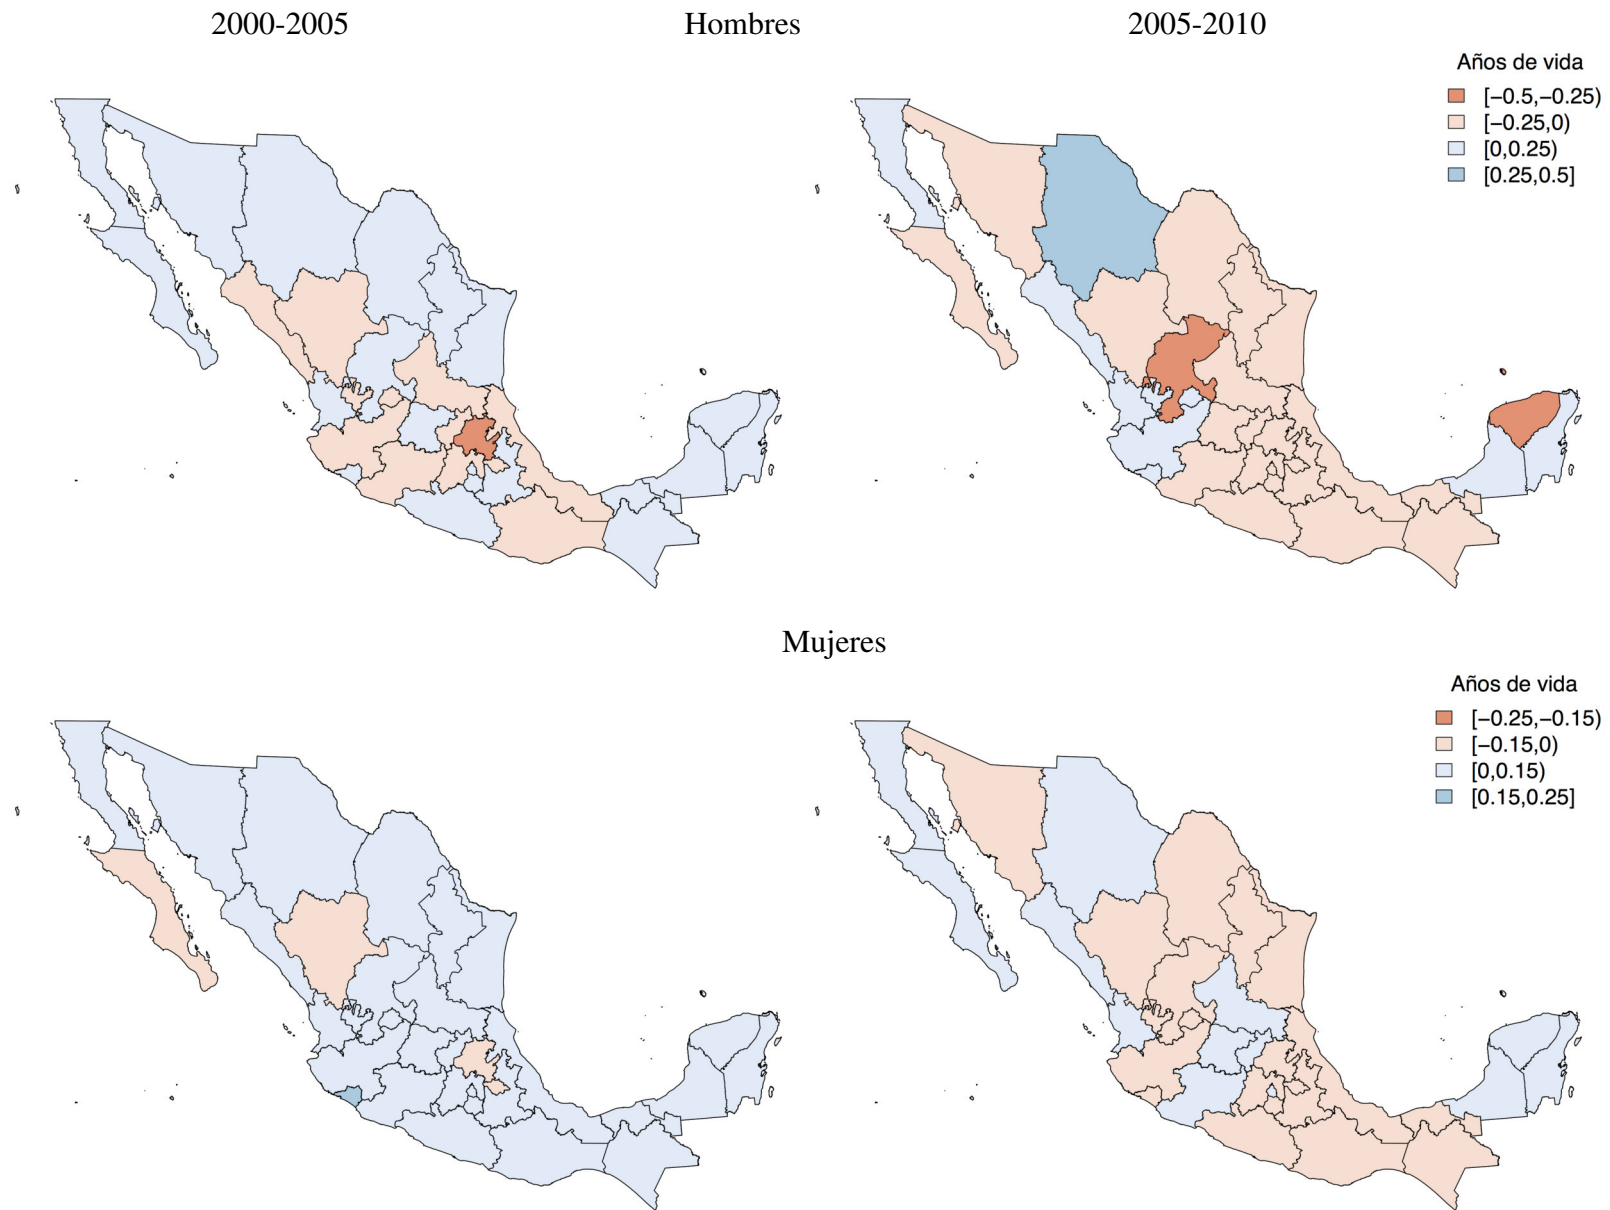 2000-2005 Hombres 2005-2010
Años de vida
[−0.5,−0.25)
[−0.25,0)
[0,0.25)
[0.25,0.5]
Mujeres
Años de vida
[−0.25,−0.15)
[−0.15,0)
[0,0.15)
[0.15,0.25]